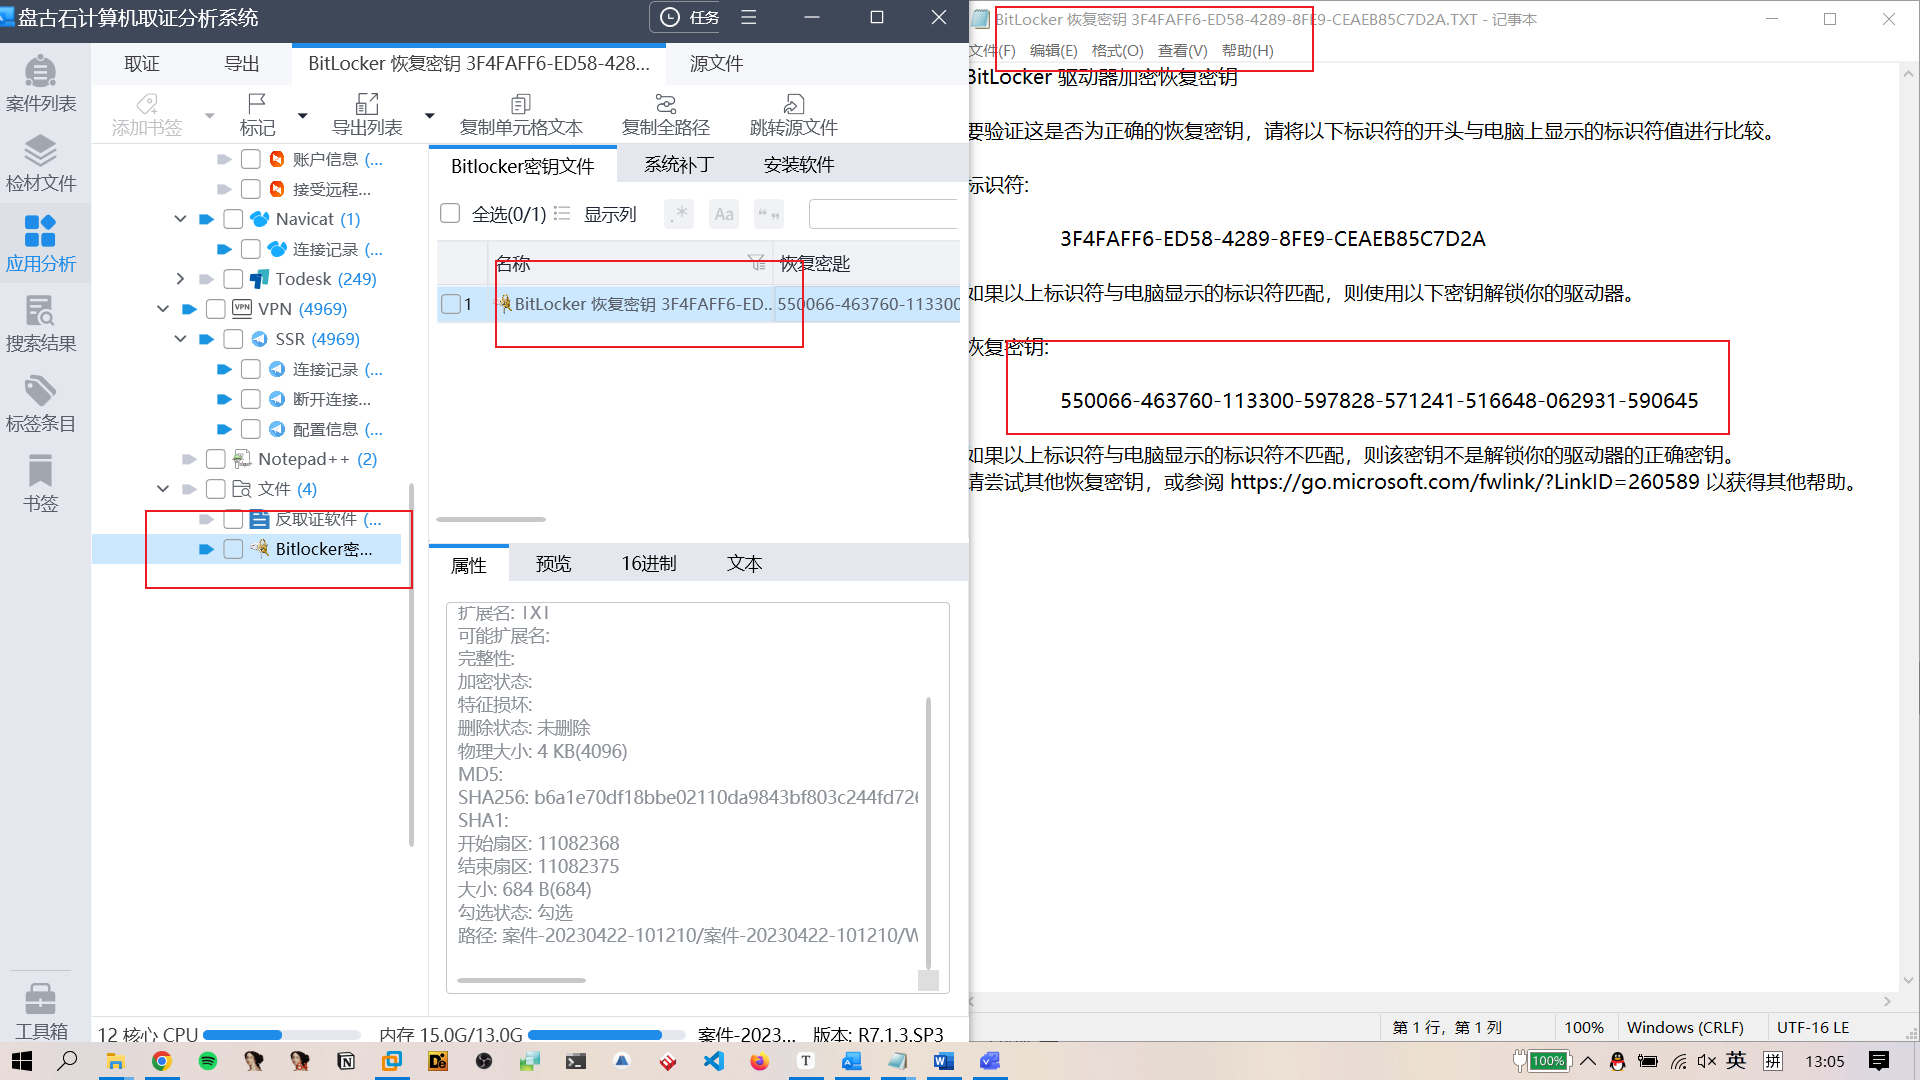 盘古石计算机取证分析系统
任务
取证
导出
BitLocker 恢复密钥 3F4FAFF6-ED58-428...
源文件
添加书签
标记
导出列表
复制单元格文本
复制全路径
跳转源文件
案件列表
检材文件
应用分析
搜索结果
标签条目
书签
工具箱
账户信息 (...
接受远程...
Navicat (1)
连接记录 (...
Todesk (249)
VPN
VPN (4969)
SSR (4969)
连接记录 (...
断开连接...
配置信息 (...
Notepad++ (2)
文件 (4)
反取证软件 (...
Bitlocker密...
Bitlocker密钥文件
系统补丁
安装软件
全选(0/1)
显示列
.*
Aa
名称
恢复密匙
1
BitLocker 恢复密钥 3F4FAFF6-ED...
550066-463760-113300
属性
预览
16进制
文本
扩展名: TXT
可能扩展名:
完整性:
加密状态:
特征损坏:
删除状态: 未删除
物理大小: 4 KB(4096)
MD5:
SHA256: b6a1e70df18bbe02110da9843bf803c244fd726
SHA1:
开始扇区: 11082368
结束扇区: 11082375
大小: 684 B(684)
勾选状态: 勾选
路径: 案件-20230422-101210/案件-20230422-101210/W
12 核心 CPU
内存 15.0G/13.0G
案件-2023...
版本: R7.1.3.SP3
BitLocker 恢复密钥 3F4FAFF6-ED58-4289-8FE9-CEAEB85C7D2A.TXT - 记事本
文件(F)
编辑(E)
格式(O)
查看(V)
帮助(H)
BitLocker 驱动器加密恢复密钥
要验证这是否为正确的恢复密钥，请将以下标识符的开头与电脑上显示的标识符值进行比较。
标识符:
3F4FAFF6-ED58-4289-8FE9-CEAEB85C7D2A
如果以上标识符与电脑显示的标识符匹配，则使用以下密钥解锁你的驱动器。
恢复密钥:
550066-463760-113300-597828-571241-516648-062931-590645
如果以上标识符与电脑显示的标识符不匹配，则该密钥不是解锁你的驱动器的正确密钥。
请尝试其他恢复密钥，或参阅 https://go.microsoft.com/fwlink/?LinkID=260589 以获得其他帮助。
第 1 行，第 1 列
100%
Windows (CRLF)
UTF-16 LE
100%
英
拼
13:05